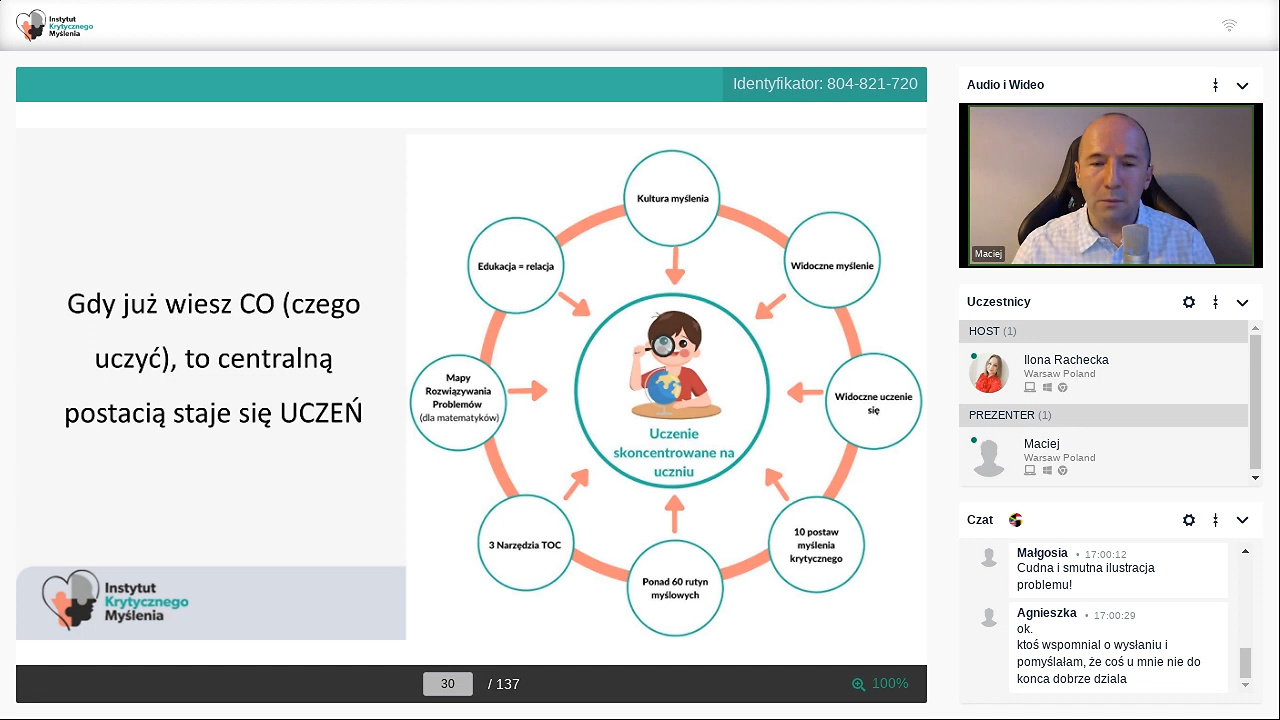 Instytut
Krytycznego
Myślenia
Identyfikator: 804-821-720
Gdy już wiesz CO (czego
uczyć), to centralną
postacią staje się UCZEŃ
Kultura myślenia
Edukacja = relacja
Widoczne myślenie
Mapy
Rozwiązywania
Problemów
(dla matematyków)
Widoczne uczenie
się
Uczenie
skoncentrowane na
uczniu
3 Narzędzia TOC
10 postaw
myślenia
krytycznego
Ponad 60 rutyn
myślowych
Instytut
Krytycznego
Myślenia
30 / 137
100%
Audio i Wideo
Maciej
Uczestnicy
HOST (1)
Ilona Rachecka
Warsaw Poland
PREZENTER (1)
Maciej
Warsaw Poland
Czat
Małgosia • 17:00:12
Cudna i smutna ilustracja
problemu!
Agnieszka • 17:00:29
ok.
ktoś wspomnial o wysłaniu i
pomyślałam, że coś u mnie nie do
konca dobrze dziala